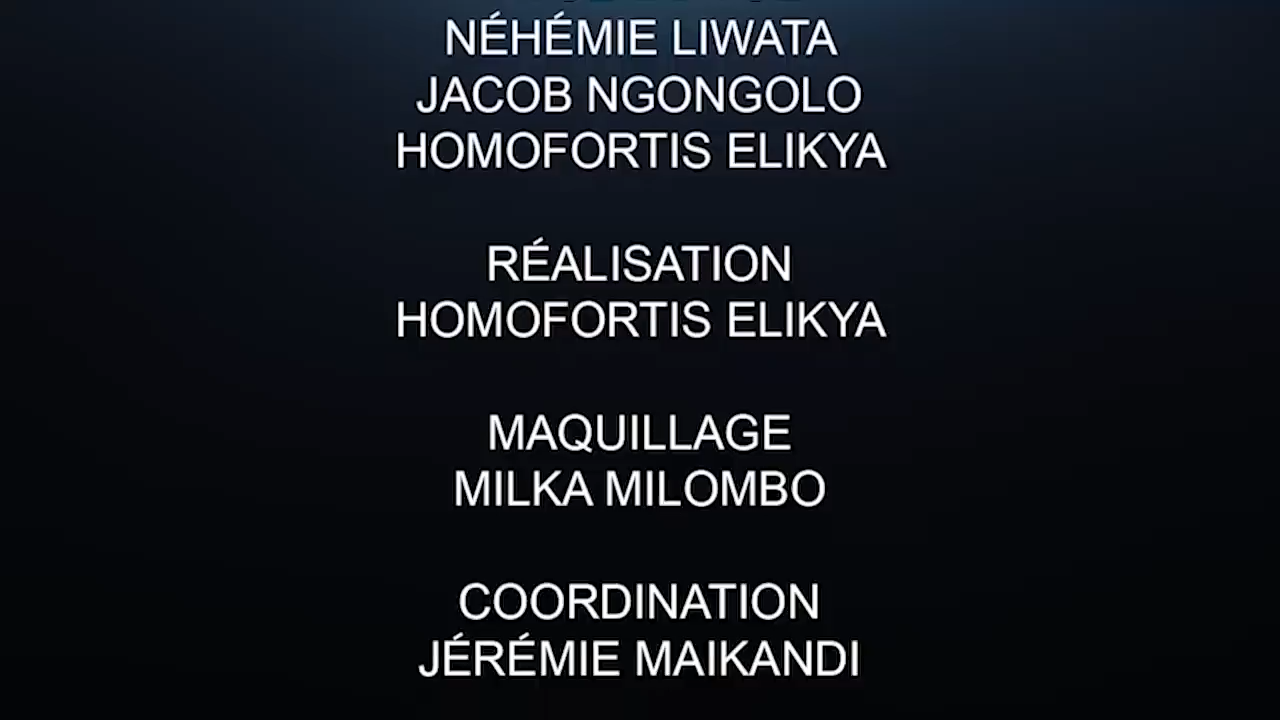 NÉHÉMIE LIWATA
JACOB NGONGOLO
HOMOFORTIS ELIKYA
RÉALISATION
HOMOFORTIS ELIKYA
MAQUILLAGE
MILKA MILOMBO
COORDINATION
JÉRÉMIE MAIKANDI